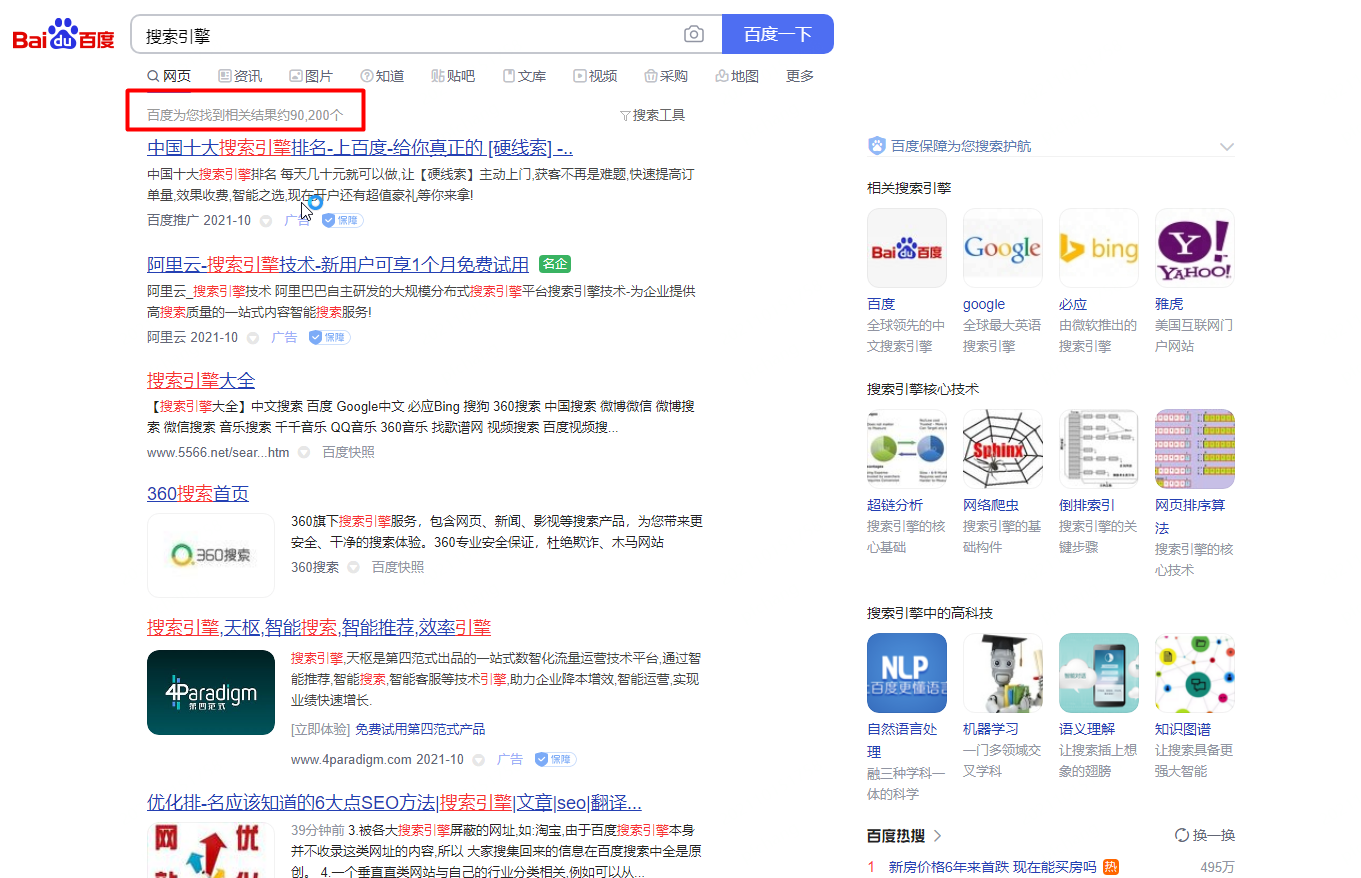 Bai du 百度
搜索引擎
百度一下
网页 资讯 图片 知道 贴吧 文库 视频 采购 地图 更多
百度为您找到相关结果约90,200个
搜索工具
中国十大搜索引擎排名-上百度-给你真正的 [硬线索] -..
中国十大搜索引擎排名 每天几十元就可以做,让【硬线索】主动上门,获客不再是难题,快速提高订
单量,效果收费,智能之选,现在开户还有超值豪礼等你来拿!
百度推广 2021-10 广告 保障
阿里云-搜索引擎技术-新用户可享1个月免费试用 名企
阿里云_搜索引擎技术 阿里巴巴自主研发的大规模分布式搜索引擎平台搜索引擎技术-为企业提供
高搜索质量的一站式内容智能搜索服务!
阿里云 2021-10 广告 保障
搜索引擎大全
【搜索引擎大全】中文搜索 百度 Google中文 必应Bing 搜狗 360搜索 中国搜索 微博微信 微博搜
索 微信搜索 音乐搜索 千千音乐 QQ音乐 360音乐 找歌谱网 视频搜索 百度视频搜...
www.5566.net/sear...htm 百度快照
360搜索首页
360搜索
360旗下搜索引擎服务，包含网页、新闻、影视等搜索产品，为您带来更
安全、干净的搜索体验。360专业安全保证，杜绝欺诈、木马网站
360搜索 百度快照
搜索引擎,天枢,智能搜索,智能推荐,效率引擎
4Paradigm
第四范式
搜索引擎,天枢是第四范式出品的一站式数智化流量运营技术平台,通过智
能推荐,智能搜索,智能客服等技术引擎,助力企业降本增效,智能运营,实现
业绩快速增长.
[立即体验] 免费试用第四范式产品
www.4paradigm.com 2021-10 广告 保障
优化排-名应该知道的6大点SEO方法|搜索引擎|文章|seo|翻译...
网 优
39分钟前 3.被各大搜索引擎屏蔽的网址,如:淘宝,由于百度搜索引擎本身
并不收录这类网址的内容,所以 大家搜集回来的信息在百度搜索中全是原
创。 4.一个垂直直类网站与自己的行业分类相关,例如可以从...
百度保障为您搜索护航
相关搜索引擎
Bai du 百度 Google bing Y! YAHOO!
百度 google 必应 雅虎
全球领先的中 全球最大英语 由微软推出的 美国互联网门
文搜索引擎 搜索引擎 搜索引擎 户网站
搜索引擎核心技术
Sphinx
超链分析 网络爬虫 倒排索引 网页排序算
法
搜索引擎的核 搜索引擎的基 搜索引擎的关
心基础 础构件 键步骤
搜索引擎的核
心技术
搜索引擎中的高科技
NLP
让百度更懂语言
智能对话
自然语言处 机器学习 语义理解 知识图谱
理
一门多领域交 让搜索插上想 让搜索具备更
叉学科 象的翅膀 强大智能
融三种学科一
体的科学
百度热搜 换一换
1 新房价格6年来首跌 现在能买房吗 热 495万